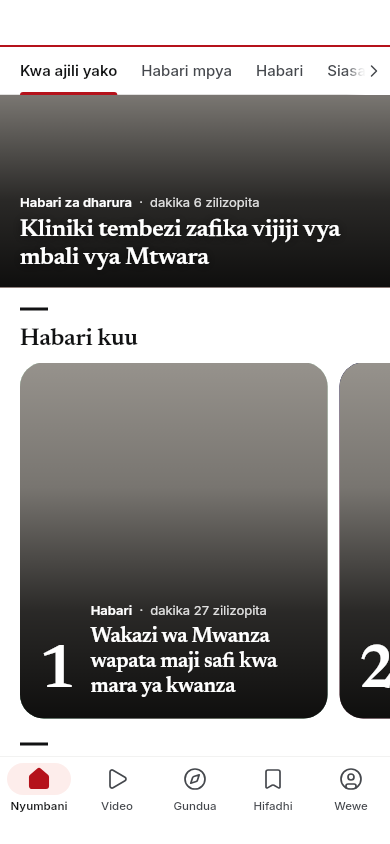 Kwa ajili yako
Habari mpya
Habari
Siasa
Habari za dharura · dakika 6 zilizopita
Kliniki tembezi zafika vijiji vya
mbali vya Mtwara
Habari kuu
Habari · dakika 27 zilizopita
1
Wakazi wa Mwanza
wapata maji safi kwa
mara ya kwanza
2
Nyumbani
Video
Gundua
Hifadhi
Wewe